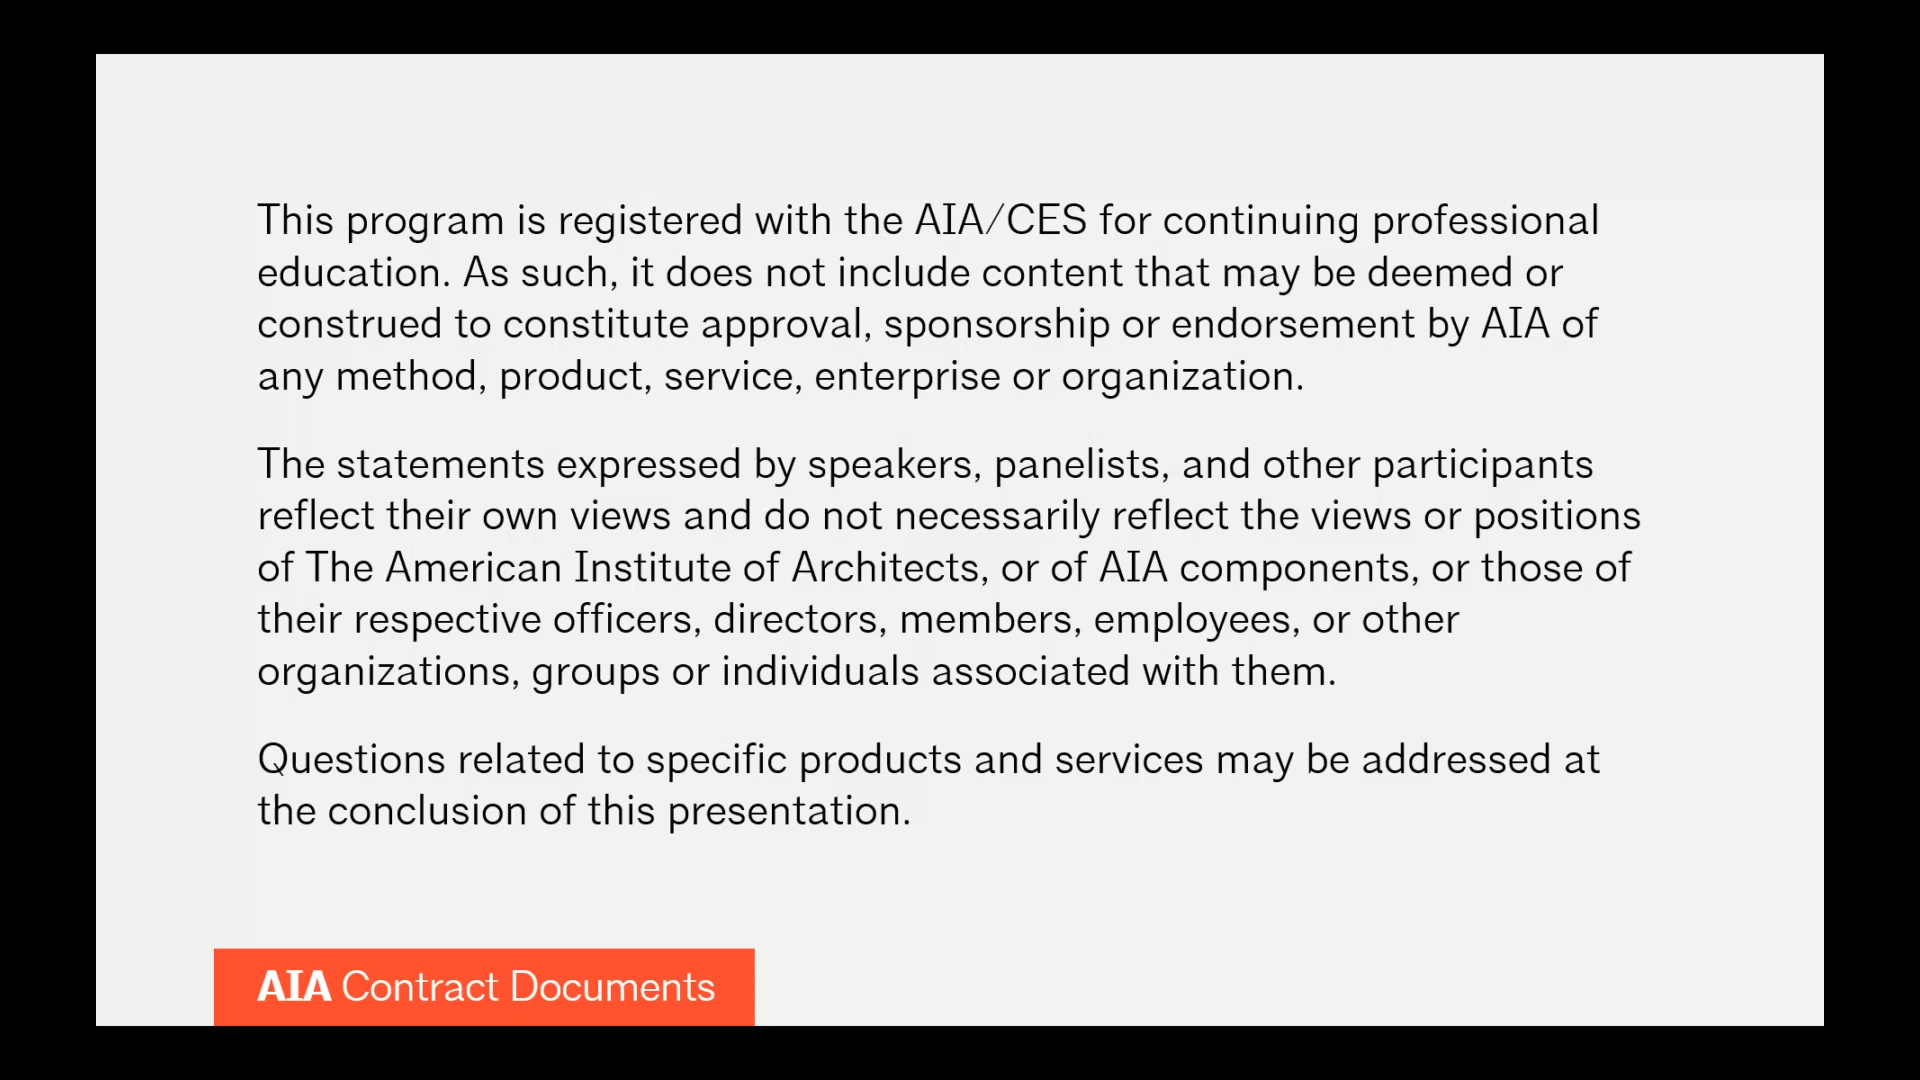 This program is registered with the AIA/CES for continuing professional
education. As such, it does not include content that may be deemed or
construed to constitute approval, sponsorship or endorsement by AIA of
any method, product, service, enterprise or organization.
The statements expressed by speakers, panelists, and other participants
reflect their own views and do not necessarily reflect the views or positions
of The American Institute of Architects, or of AIA components, or those of
their respective officers, directors, members, employees, or other
organizations, groups or individuals associated with them.
Questions related to specific products and services may be addressed at
the conclusion of this presentation.
AIA Contract Documents